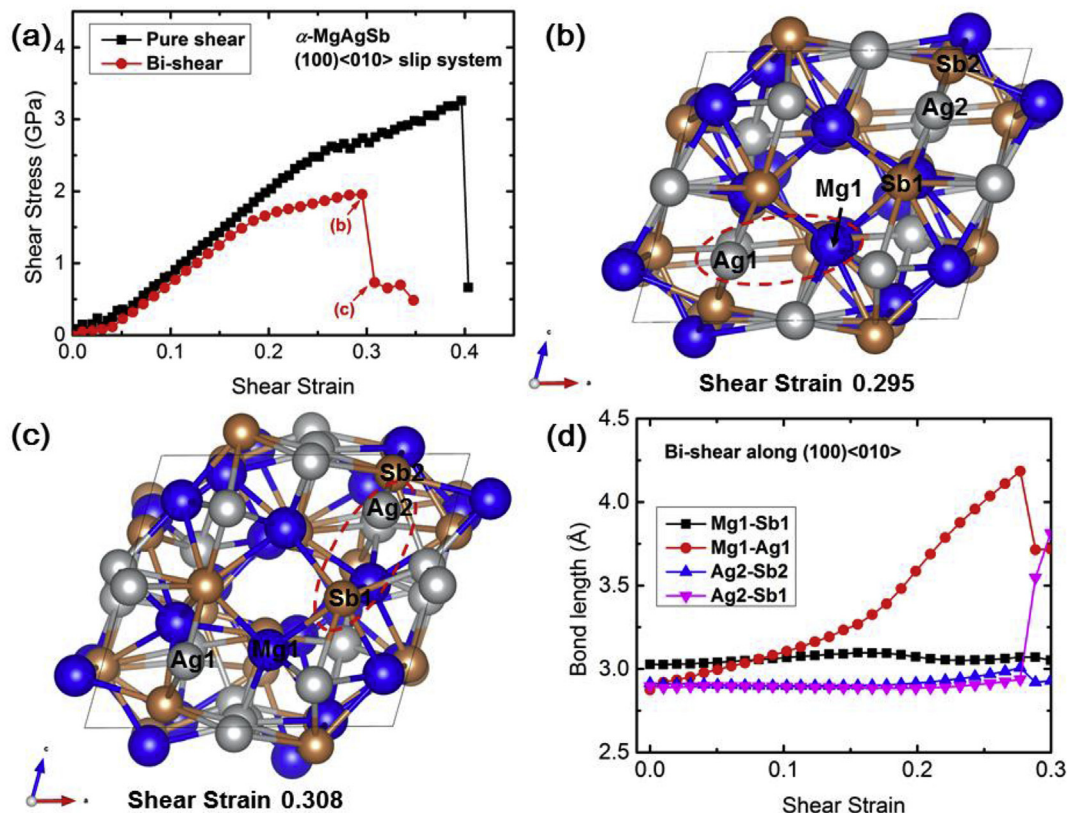 (a)
Pure shear
Bi-shear
α-MgAgSb
(100)<010> slip system
Shear Stress (GPa)
4
3
2
1
0
(b)
(c)
0.0
0.1
0.2
0.3
0.4
Shear Strain
(b)
Sb2
Ag2
Mg1
Sb1
Ag1
c
a
Shear Strain 0.295
(c)
Sb2
Ag2
Sb1
Ag1
Mg1
c
a
Shear Strain 0.308
(d)
Bi-shear along (100)<010>
Mg1-Sb1
Mg1-Ag1
Ag2-Sb2
Ag2-Sb1
Bond length (Å)
4.5
4.0
3.5
3.0
2.5
0.0
0.1
0.2
0.3
Shear Strain